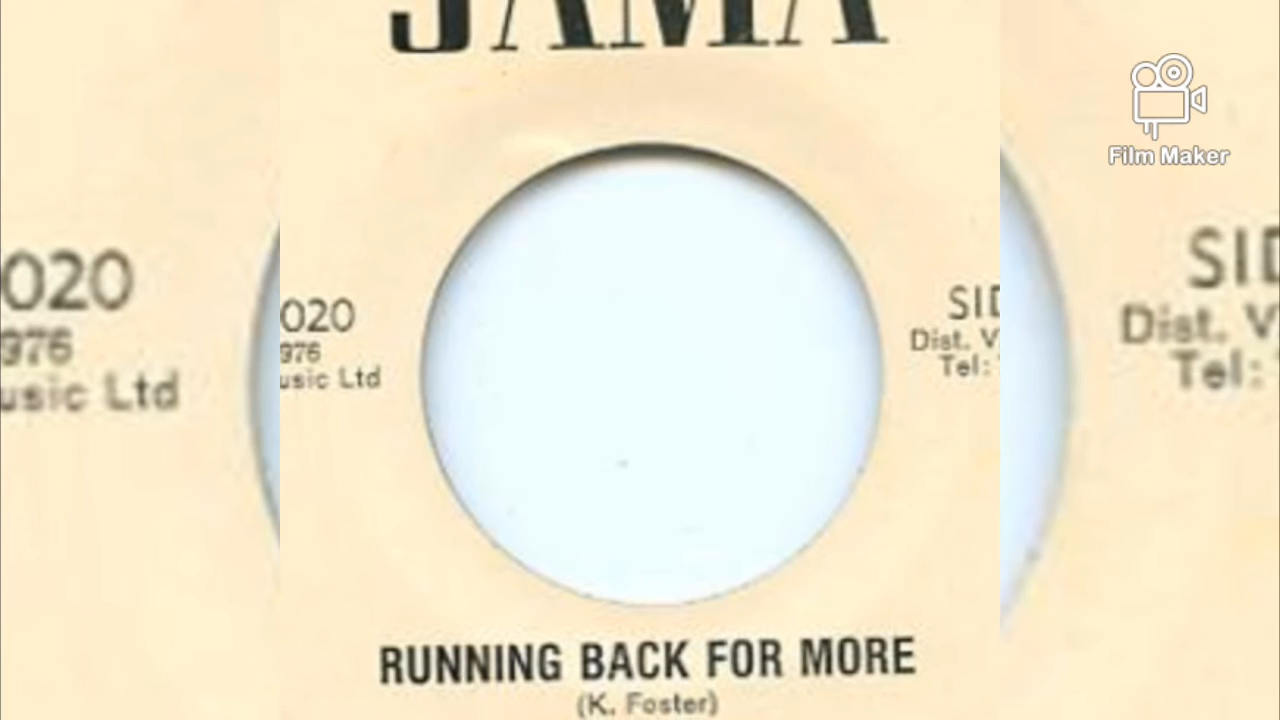 JAMA
Film Maker
020
976
usic Ltd
SID
Dist. V
Tel:
020
976
usic Ltd
SID
Dist. V
Tel:
RUNNING BACK FOR MORE
(K. Foster)